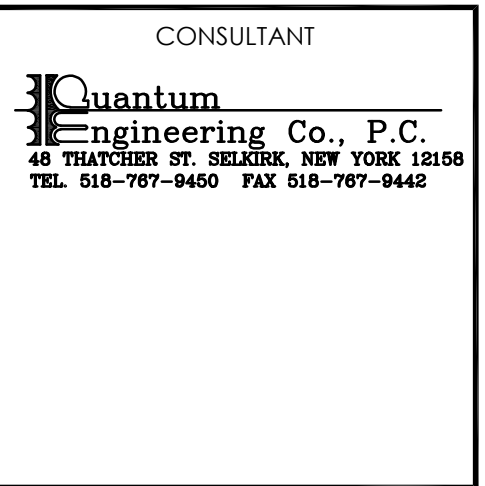 CONSULTANT
Quantum
Engineering Co., P.C.
48 THATCHER ST. SELKIRK, NEW YORK 12158
TEL. 518-767-9450 FAX 518-767-9442